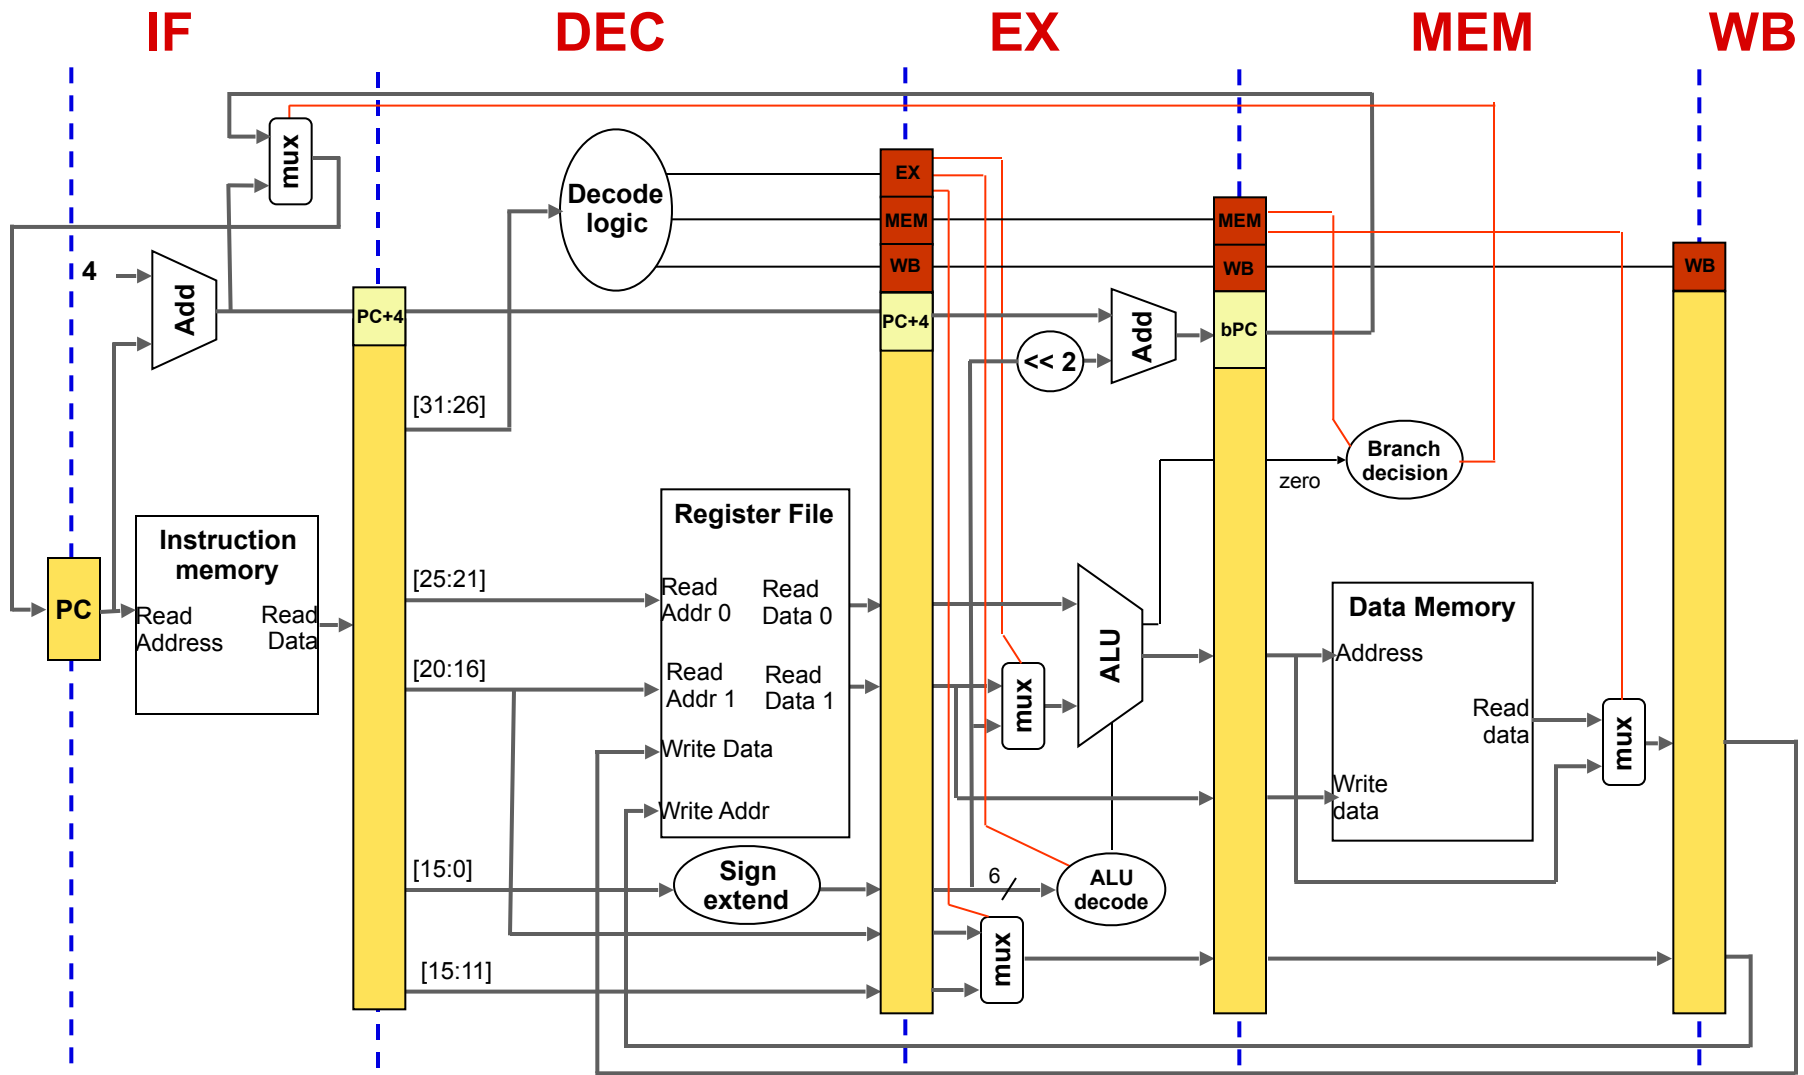 IF
DEC
EX
MEM
WB
mux
4
Add
PC+4
Decode
logic
EX
MEM
WB
PC+4
<< 2
Add
MEM
WB
bPC
WB
[31:26]
Branch
decision
zero
Instruction
memory
Read
Address
Read
Data
PC
[25:21]
[20:16]
Register File
Read
Addr 0
Read
Data 0
Read
Addr 1
Read
Data 1
Write Data
Write Addr
mux
ALU
Data Memory
Address
Read
data
Write
data
mux
[15:0]
Sign
extend
6
ALU
decode
[15:11]
mux